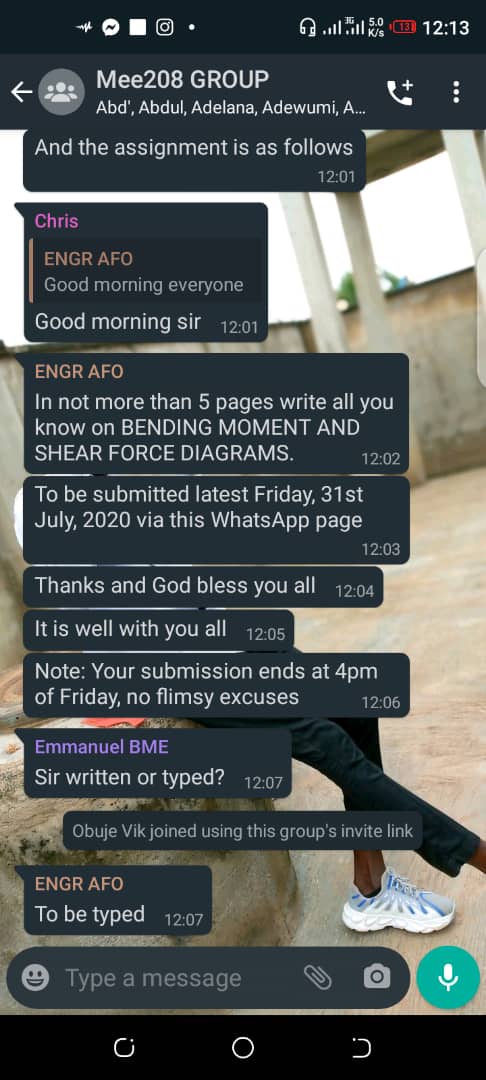 3G 5.0 K/s 131 12:13
Mee208 GROUP
Abd', Abdul, Adelana, Adewumi, A...
And the assignment is as follows
12:01
Chris
ENGR AFO
Good morning everyone
Good morning sir 12:01
ENGR AFO
In not more than 5 pages write all you
know on BENDING MOMENT AND
SHEAR FORCE DIAGRAMS. 12:02
To be submitted latest Friday, 31st
July, 2020 via this WhatsApp page
12:03
Thanks and God bless you all 12:04
It is well with you all 12:05
Note: Your submission ends at 4pm
of Friday, no flimsy excuses 12:06
Emmanuel BME
Sir written or typed? 12:07
Obuje Vik joined using this group's invite link
ENGR AFO
To be typed 12:07
Type a message